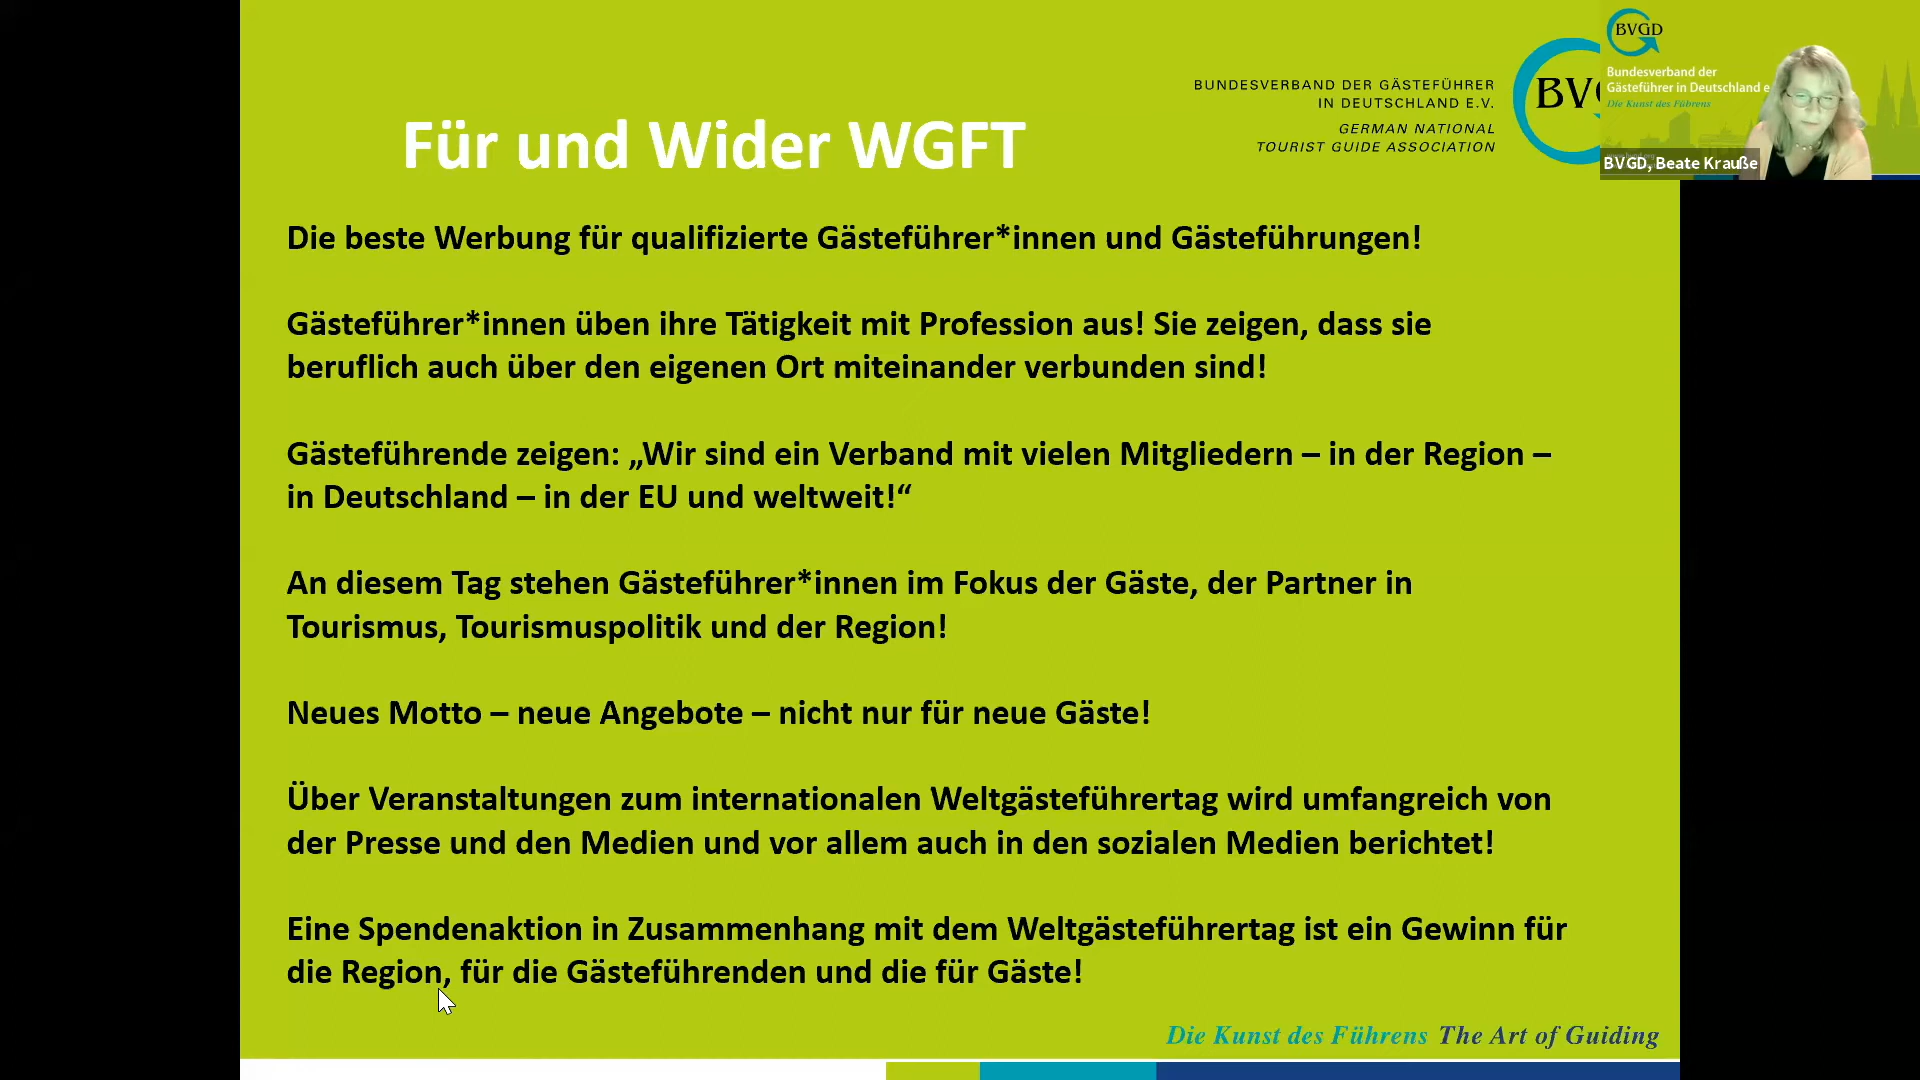 BUNDESVERBAND DER GÄSTEFÜHRER
IN DEUTSCHLAND E.V.
GERMAN NATIONAL
TOURIST GUIDE ASSOCIATION
BVGD
Bundesverband der
Gästeführer in Deutschland e
Die Kunst des Führens
BVGD, Beate Krauße
Für und Wider WGFT
Die beste Werbung für qualifizierte Gästeführer*innen und Gästeführungen!
Gästeführer*innen üben ihre Tätigkeit mit Profession aus! Sie zeigen, dass sie
beruflich auch über den eigenen Ort miteinander verbunden sind!
Gästeführende zeigen: „Wir sind ein Verband mit vielen Mitgliedern – in der Region –
in Deutschland – in der EU und weltweit!“
An diesem Tag stehen Gästeführer*innen im Fokus der Gäste, der Partner in
Tourismus, Tourismuspolitik und der Region!
Neues Motto – neue Angebote – nicht nur für neue Gäste!
Über Veranstaltungen zum internationalen Weltgästeführertag wird umfangreich von
der Presse und den Medien und vor allem auch in den sozialen Medien berichtet!
Eine Spendenaktion in Zusammenhang mit dem Weltgästeführertag ist ein Gewinn für
die Region, für die Gästeführenden und die für Gäste!
Die Kunst des Führens The Art of Guiding